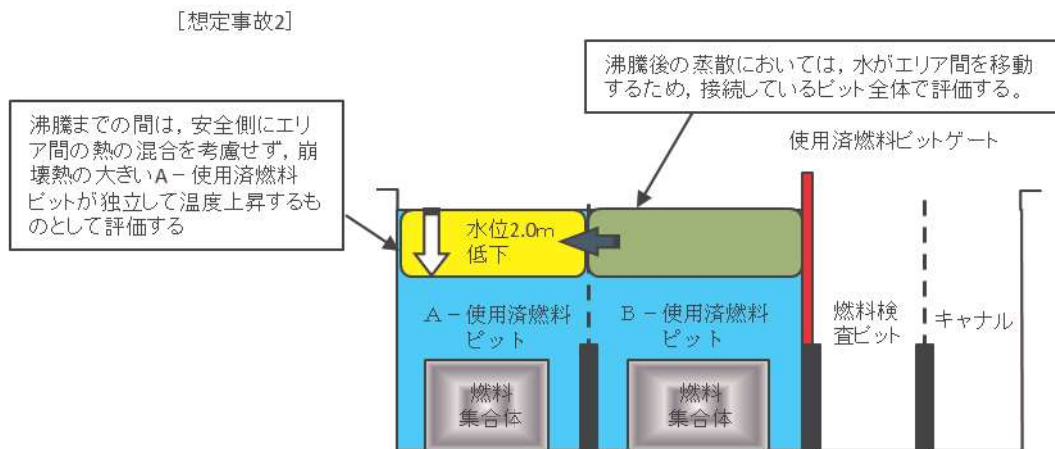 [想定事故2]
沸騰後の蒸散においては，水がエリア間を移動
するため，接続しているピット全体で評価する。
沸騰までの間は，安全側にエリ
ア間の熱の混合を考慮せず，崩
壊熱の大きいA－使用済燃料
ピットが独立して温度上昇するも
のとして評価する
使用済燃料ピットゲート
水位2.0m
低下
A－使用済燃料
ピット
B－使用済燃料
ピット
燃料検
査ピット
キャナル
燃料
集合体
燃料
集合体